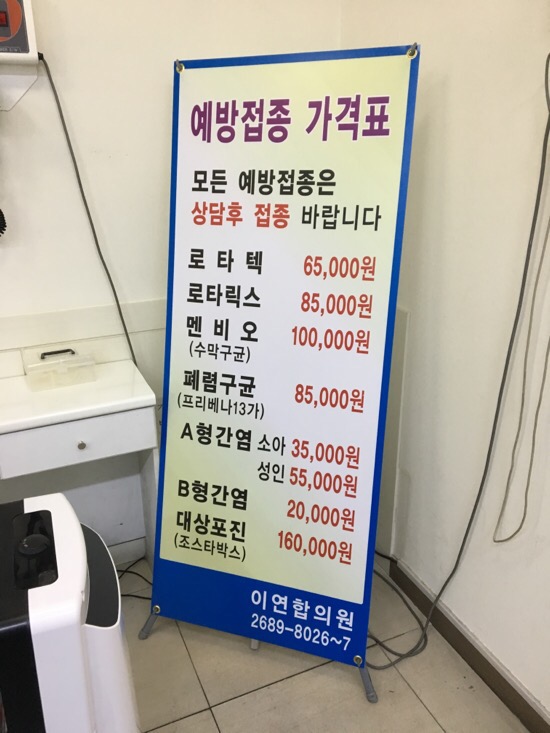 예방접종 가격표
모든 예방접종은
상담후 접종 바랍니다
로타텍 65,000원
로타릭스 85,000원
멘비오 100,000원
(수막구균)
폐렴구균 85,000원
(프리베나13가)
A형간염 소아 35,000원
성인 55,000원
B형간염 20,000원
대상포진 160,000원
(조스타박스)
이연합의원
2689-8026~7